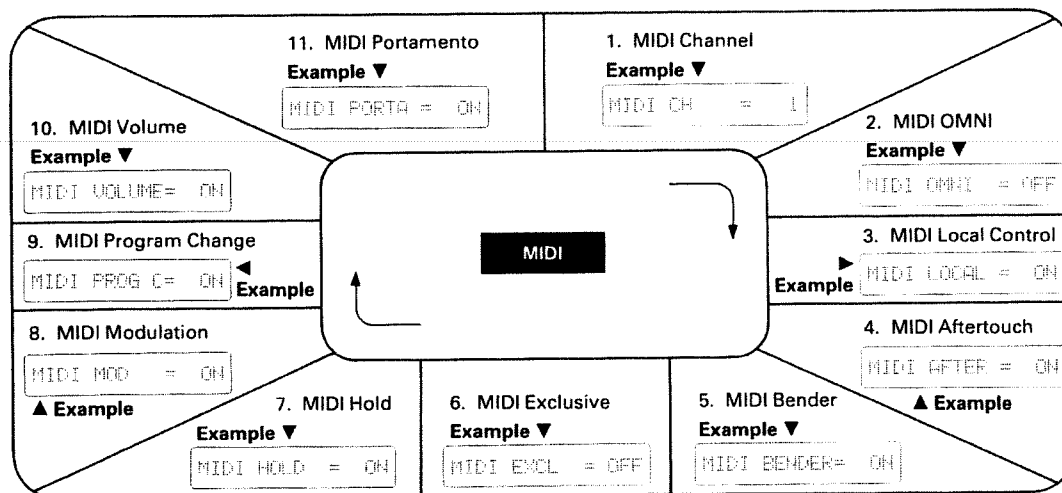 1. MIDI Channel
Example ▼
MIDI CH = 1
2. MIDI OMNI
Example ▼
MIDI OMNI = OFF
3. MIDI Local Control
► Example
MIDI LOCAL = ON
4. MIDI Aftertouch
MIDI AFTER = ON
▲ Example
5. MIDI Bender
Example ▼
MIDI BENDER= ON
6. MIDI Exclusive
Example ▼
MIDI EXCL = OFF
7. MIDI Hold
Example ▼
MIDI HOLD = ON
8. MIDI Modulation
MIDI MOD = ON
▲ Example
9. MIDI Program Change
MIDI PROG C= ON
◄ Example
10. MIDI Volume
Example ▼
MIDI VOLUME= ON
11. MIDI Portamento
Example ▼
MIDI PORTA = ON
MIDI